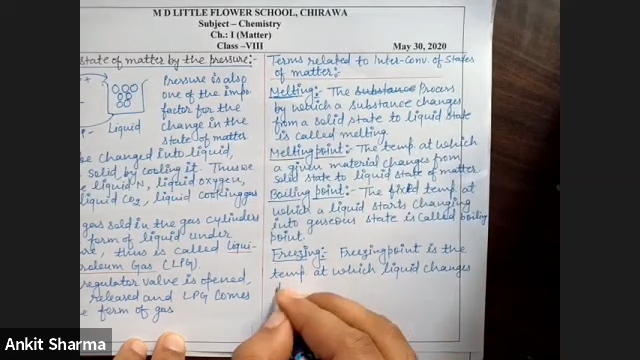 M D LITTLE FLOWER SCHOOL, CHIRAWA
Subject – Chemistry
Ch.: I (Matter)
Class –VIII
May 30, 2020
state of matter by the pressure:-
Liquid
Pressure is also
one of the impo.
factor for the
change in the
state of matter
be changed into liquid,
solid by cooling it. Thus we
e liquid N, liquid oxygen,
liquid CO2, liquid cooking gas
gas sold in the gas cylinders
form of liquid under
re, thus is called liqui-
roleum Gas (LPG)
regulator valve is opened,
released and LPG comes
e form of gas
Terms related to Inter-Conv. of States
of matter:-
Melting:- The substance Process
by which a substance changes
from a solid state to liquid state
is called melting.
Melting point:- The temp. at which
a given material changes from
solid state to liquid state of matter.
Boiling point:- The fixed temp at
which a liquid starts changing
into gaseous state is called boiling
point.
Freezing:- Freezing point is the
temp. at which liquid changes
Ankit Sharma